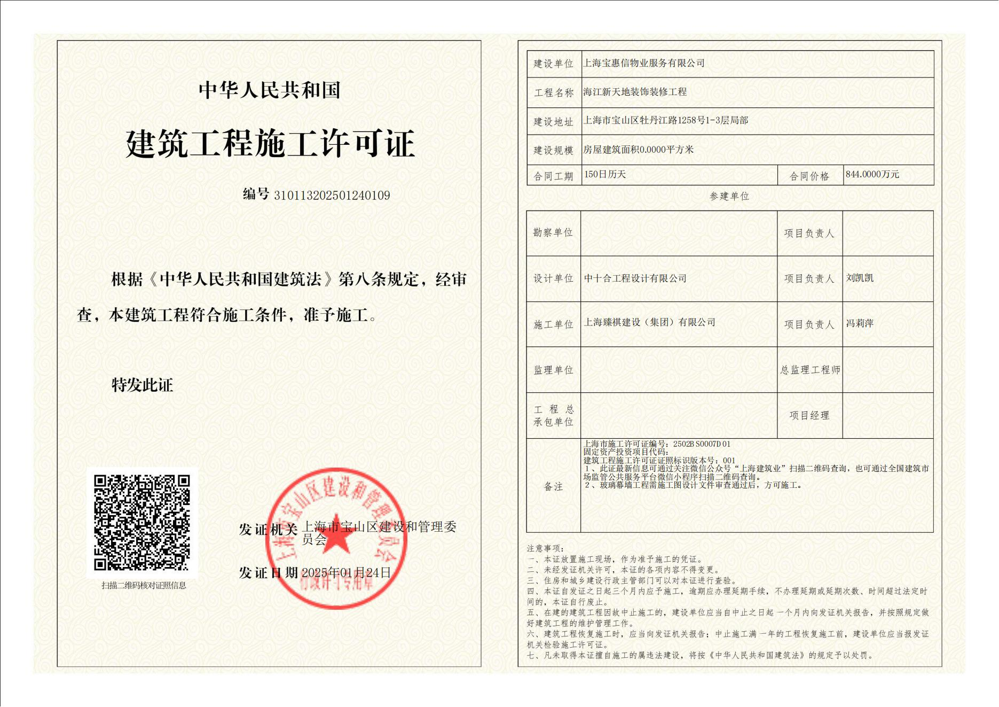 中华人民共和国
建筑工程施工许可证
编号 310113202501240109
根据《中华人民共和国建筑法》第八条规定，经审
查，本建筑工程符合施工条件，准予施工。
特发此证
扫描二维码核对证照信息
发证机关 上海市宝山区建设和管理委
员会
发证日期 2025年01月24日
上海市宝山区建设和管理委员会
行政许可专用章
建设单位 上海宝惠信物业服务有限公司
工程名称 海江新天地装饰装修工程
建设地址 上海市宝山区牡丹江路1258号1-3层局部
建设规模 房屋建筑面积0.0000平方米
合同工期 150日历天 合同价格 844.0000万元
参建单位
勘察单位 项目负责人
设计单位 中十合工程设计有限公司 项目负责人 刘凯凯
施工单位 上海臻祺建设（集团）有限公司 项目负责人 冯莉萍
监理单位 总监理工程师
工程总
承包单位 项目经理
备注
上海市施工许可证编号：2502BS0007D01
固定资产投资项目代码：
建筑工程施工许可证证照标识版本号：001
1、此证最新信息可通过关注微信公众号“上海建筑业”扫描二维码查询，也可通过全国建筑市
场监管公共服务平台微信小程序扫描二维码查询。
2、玻璃幕墙工程需施工图设计文件审查通过后，方可施工。
注意事项：
一、本证放置施工现场，作为准予施工的凭证。
二、未经发证机关许可，本证的各项内容不得变更。
三、住房和城乡建设行政主管部门可以对本证进行查验。
四、本证自发证之日起三个月内应予施工，逾期应办理延期手续，不办理延期或延期次数、时间超过法定时
间的，本证自行废止。
五、在建的建筑工程因故中止施工的，建设单位应当自中止之日起一个月内向发证机关报告，并按照规定做
好建筑工程的维护管理工作。
六、建筑工程恢复施工时，应当向发证机关报告；中止施工满一年的工程恢复施工前，建设单位应当报发证
机关检验施工许可证。
七、凡未取得本证擅自施工的属违法建设，将按《中华人民共和国建筑法》的规定予以处罚。